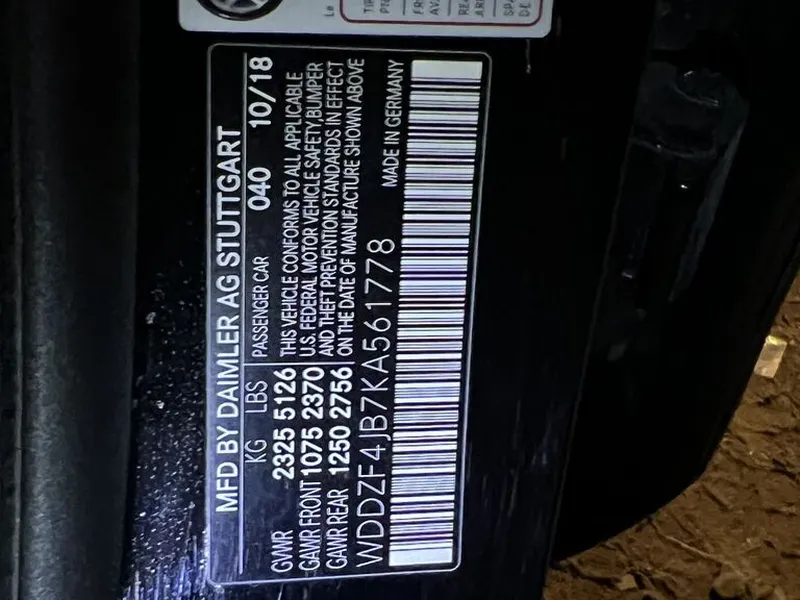 MFD BY DAIMLER AG STUTTGART
KG LBS PASSENGER CAR 040 10/18
GVWR 2325 5126 THIS VEHICLE CONFORMS TO ALL APPLICABLE
GAWR FRONT 1075 2370 U.S. FEDERAL MOTOR VEHICLE SAFETY, BUMPER
GAWR REAR 1250 2756 AND THEFT PREVENTION STANDARDS IN EFFECT
ON THE DATE OF MANUFACTURE SHOWN ABOVE
WDDZF4JB7KA561778 MADE IN GERMANY